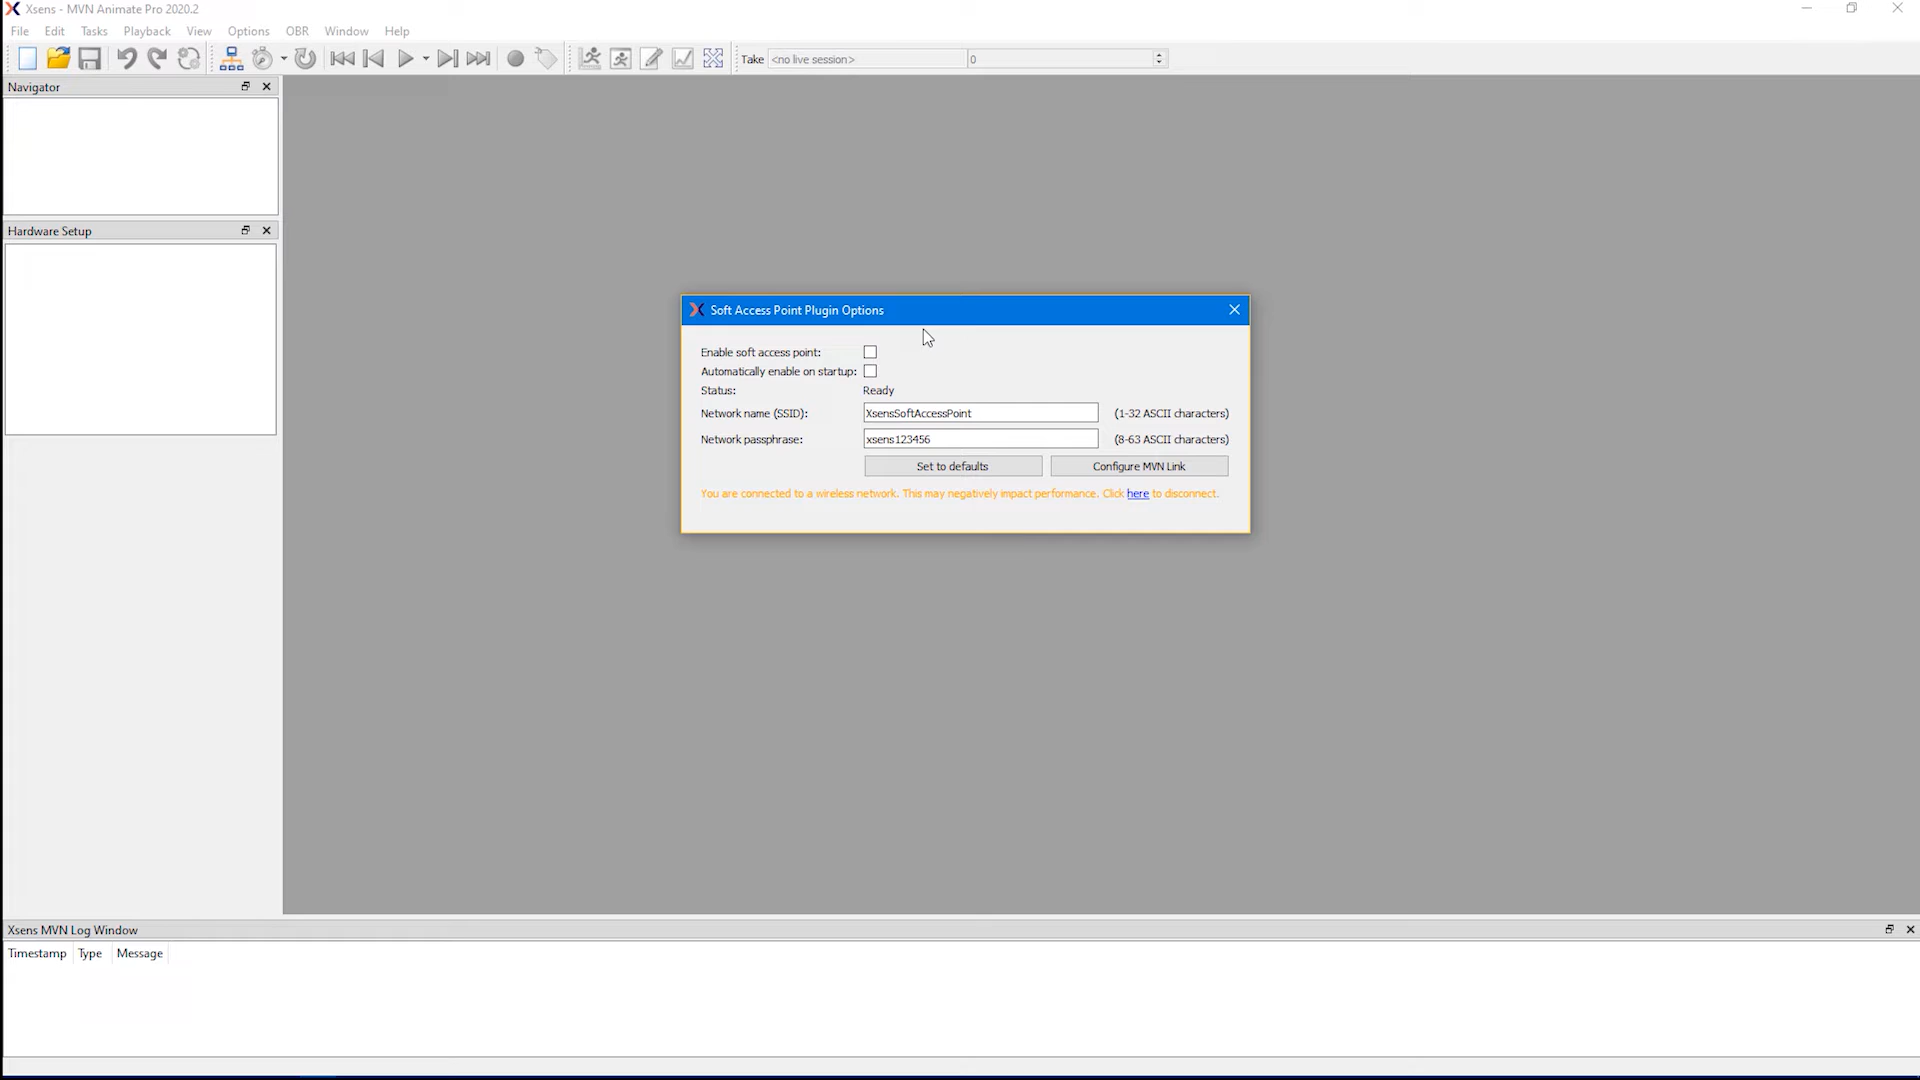 Xsens - MVN Animate Pro 2020.2
File Edit Tasks Playback View Options OBR Window Help
Take <no live session> 0
Navigator
Hardware Setup
Soft Access Point Plugin Options
Enable soft access point:
Automatically enable on startup:
Status: Ready
Network name (SSID): XsensSoftAccessPoint (1-32 ASCII characters)
Network passphrase: xsens123456 (8-63 ASCII characters)
Set to defaults Configure MVN Link
You are connected to a wireless network. This may negatively impact performance. Click here to disconnect.
Xsens MVN Log Window
Timestamp Type Message